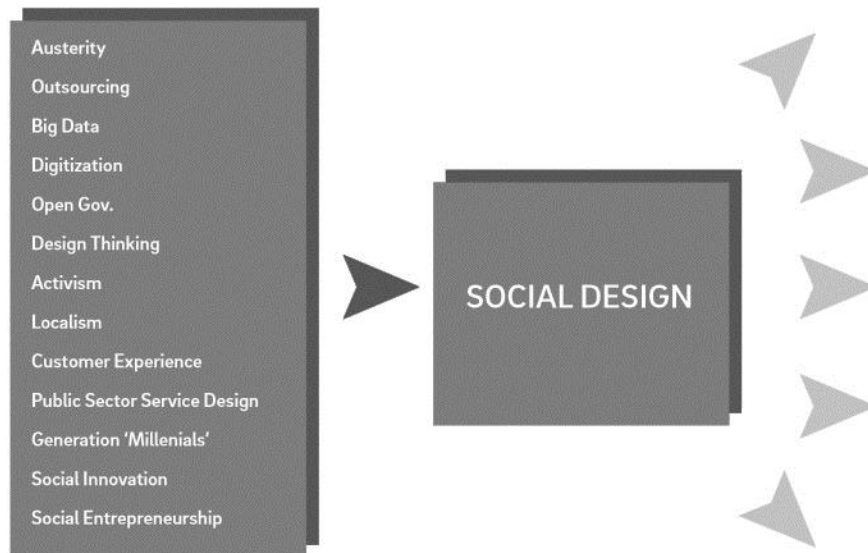 Austerity
Outsourcing
Big Data
Digitization
Open Gov.
Design Thinking
Activism
Localism
Customer Experience
Public Sector Service Design
Generation ‘Millenials’
Social Innovation
Social Entrepreneurship
SOCIAL DESIGN